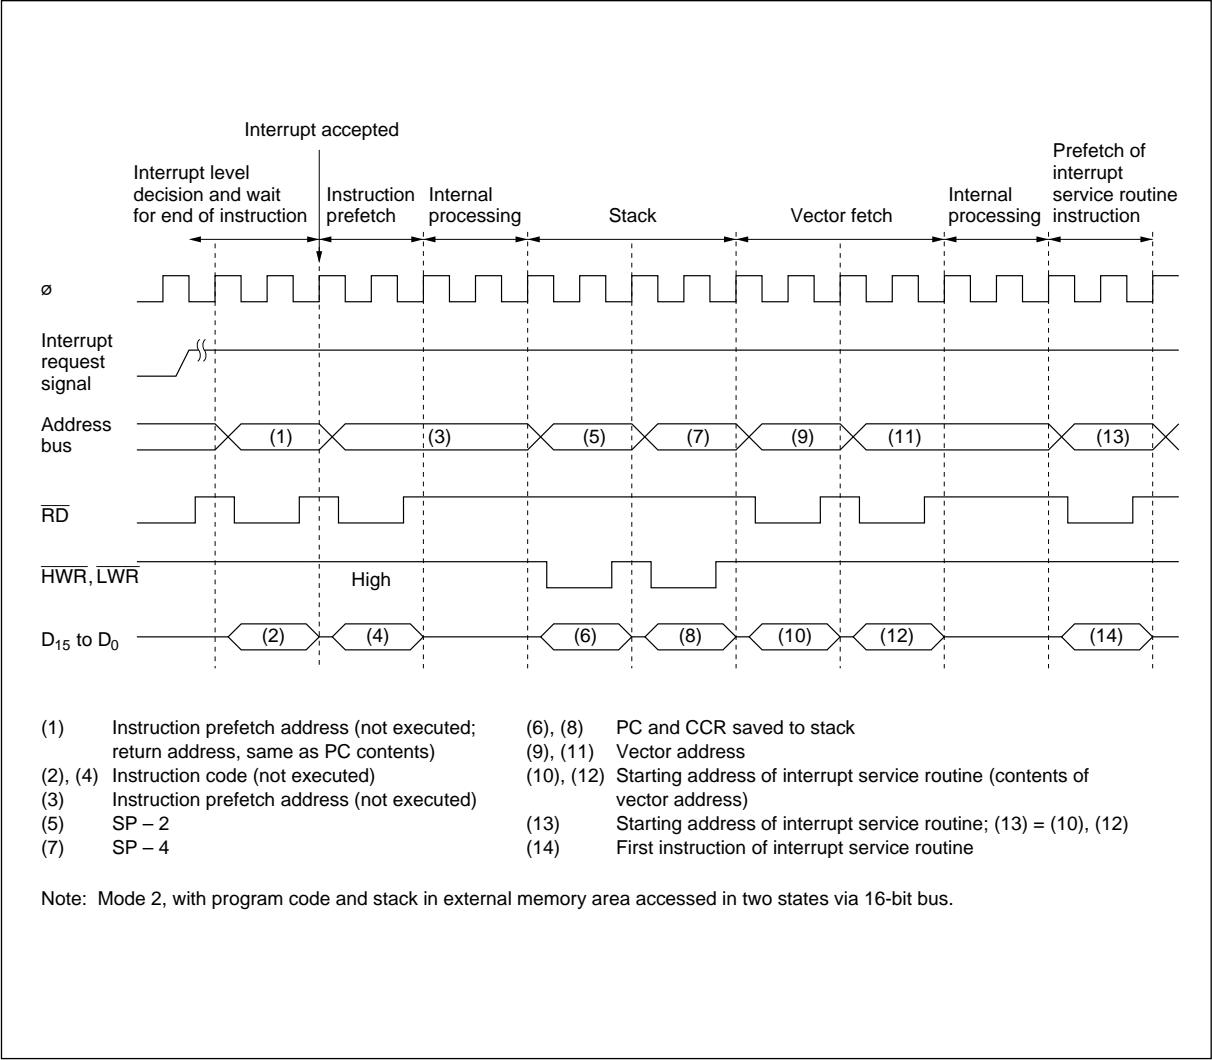 Interrupt accepted
Interrupt level
decision and wait
for end of instruction
Instruction
prefetch
Internal
processing
Stack
Vector fetch
Internal
processing
Prefetch of
interrupt
service routine
instruction
ø
Interrupt
request
signal
Address
bus
(1)
(3)
(5)
(7)
(9)
(11)
(13)
RD
HWR, LWR
High
D15 to D0
(2)
(4)
(6)
(8)
(10)
(12)
(14)
(1) Instruction prefetch address (not executed;
return address, same as PC contents)
(2), (4) Instruction code (not executed)
(3) Instruction prefetch address (not executed)
(5) SP – 2
(7) SP – 4
(6), (8) PC and CCR saved to stack
(9), (11) Vector address
(10), (12) Starting address of interrupt service routine (contents of
vector address)
(13) Starting address of interrupt service routine; (13) = (10), (12)
(14) First instruction of interrupt service routine
Note: Mode 2, with program code and stack in external memory area accessed in two states via 16-bit bus.